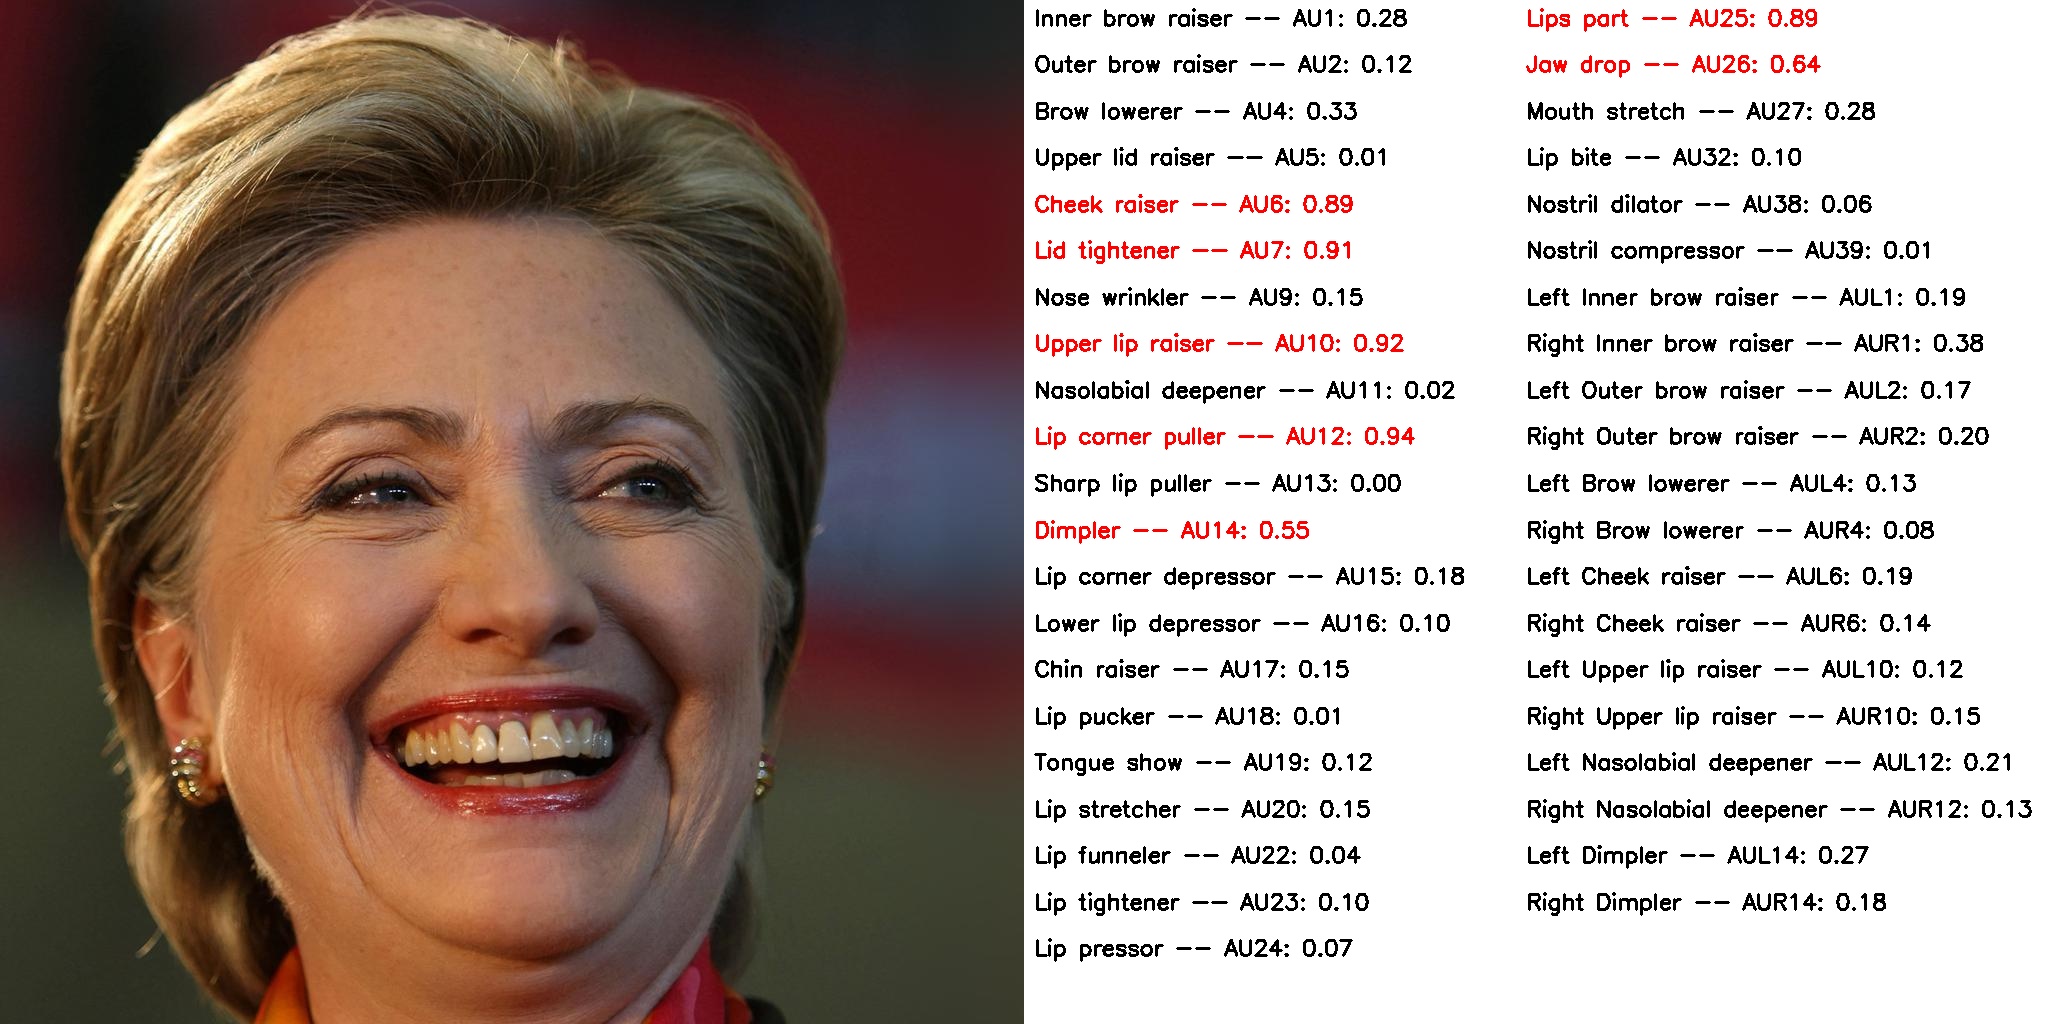 Inner brow raiser -- AU1: 0.28
Outer brow raiser -- AU2: 0.12
Brow lowerer -- AU4: 0.33
Upper lid raiser -- AU5: 0.01
Cheek raiser -- AU6: 0.89
Lid tightener -- AU7: 0.91
Nose wrinkler -- AU9: 0.15
Upper lip raiser -- AU10: 0.92
Nasolabial deepener -- AU11: 0.02
Lip corner puller -- AU12: 0.94
Sharp lip puller -- AU13: 0.00
Dimpler -- AU14: 0.55
Lip corner depressor -- AU15: 0.18
Lower lip depressor -- AU16: 0.10
Chin raiser -- AU17: 0.15
Lip pucker -- AU18: 0.01
Tongue show -- AU19: 0.12
Lip stretcher -- AU20: 0.15
Lip funneler -- AU22: 0.04
Lip tightener -- AU23: 0.10
Lip pressor -- AU24: 0.07
Lips part -- AU25: 0.89
Jaw drop -- AU26: 0.64
Mouth stretch -- AU27: 0.28
Lip bite -- AU32: 0.10
Nostril dilator -- AU38: 0.06
Nostril compressor -- AU39: 0.01
Left Inner brow raiser -- AUL1: 0.19
Right Inner brow raiser -- AUR1: 0.38
Left Outer brow raiser -- AUL2: 0.17
Right Outer brow raiser -- AUR2: 0.20
Left Brow lowerer -- AUL4: 0.13
Right Brow lowerer -- AUR4: 0.08
Left Cheek raiser -- AUL6: 0.19
Right Cheek raiser -- AUR6: 0.14
Left Upper lip raiser -- AUL10: 0.12
Right Upper lip raiser -- AUR10: 0.15
Left Nasolabial deepener -- AUL12: 0.21
Right Nasolabial deepener -- AUR12: 0.13
Left Dimpler -- AUL14: 0.27
Right Dimpler -- AUR14: 0.18